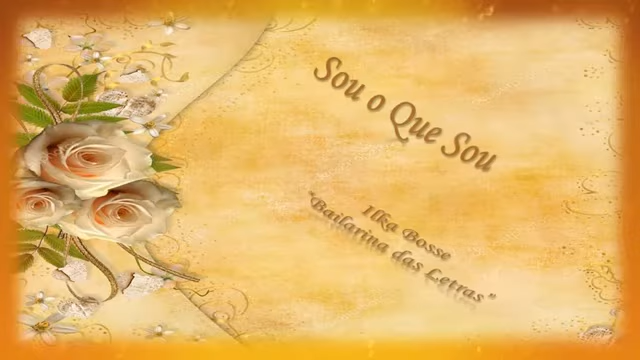 Sou o Que Sou
Ilka Bosse
"Bailarina das Letras"